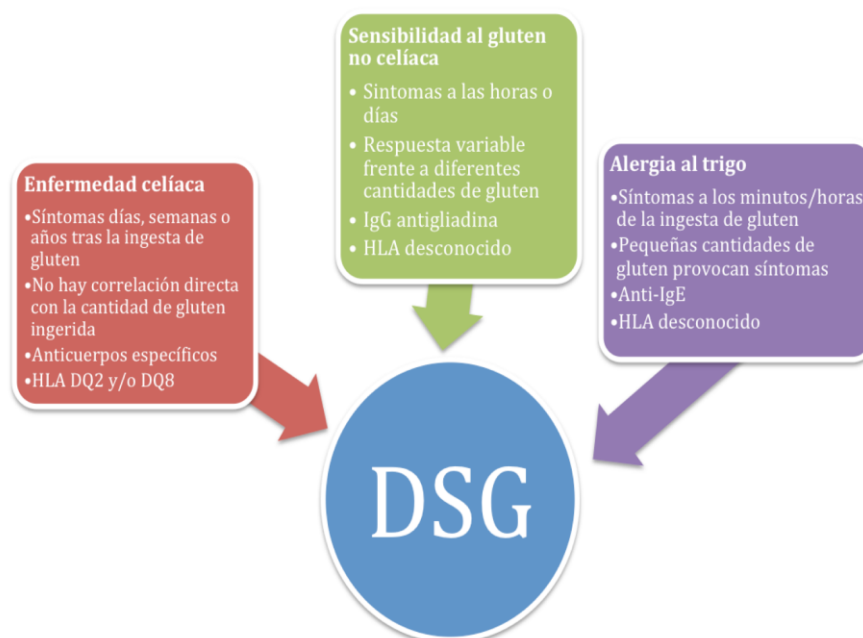 Enfermedad celíaca
•Síntomas días, semanas o
años tras la ingesta de
gluten
•No hay correlación directa
con la cantidad de gluten
ingerida
•Anticuerpos específicos
•HLA DQ2 y/o DQ8
Sensibilidad al gluten
no celíaca
• Sintomas a las horas o
días
• Respuesta variable
frente a diferentes
cantidades de gluten
• IgG antigliadina
• HLA desconocido
Alergia al trigo
•Síntomas a los minutos/horas
de la ingesta de gluten
•Pequeñas cantidades de
gluten provocan síntomas
•Anti-IgE
•HLA desconocido
DSG